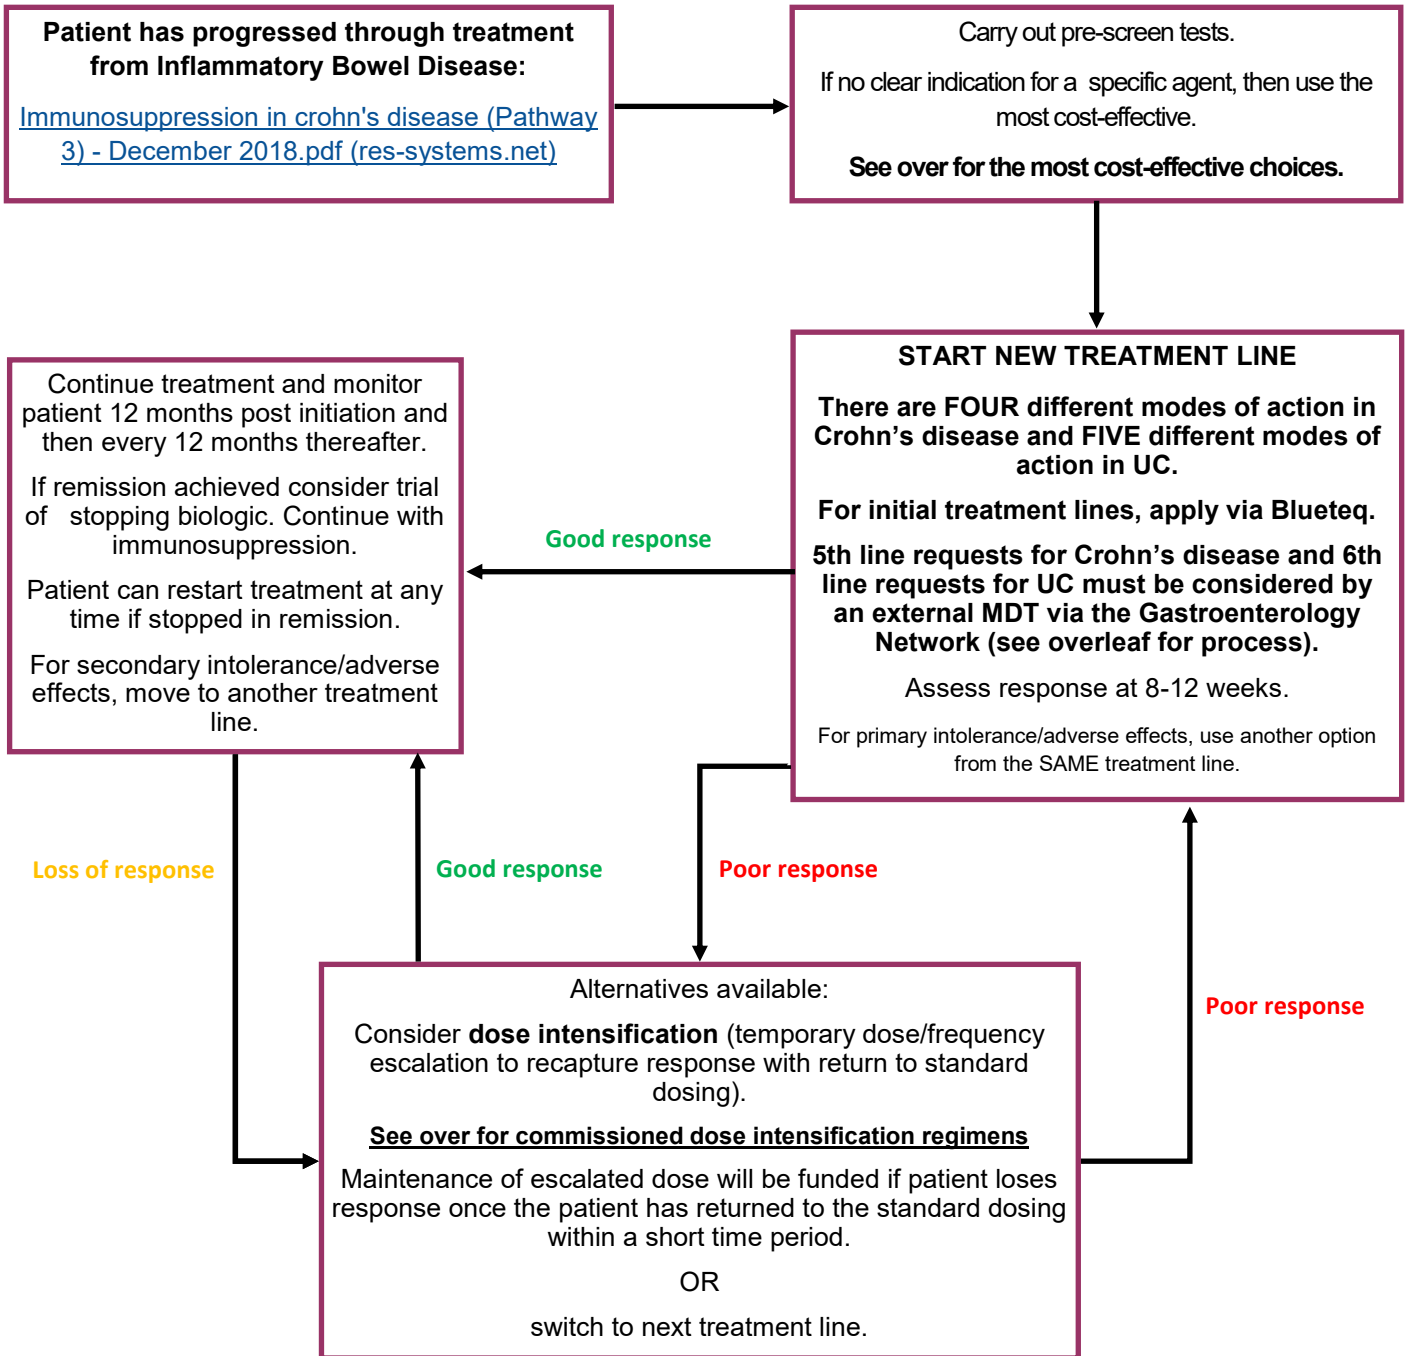 Patient has progressed through treatment
from Inflammatory Bowel Disease:
Immunosuppression in crohn's disease (Pathway
3) - December 2018.pdf (res-systems.net)
Carry out pre-screen tests.
If no clear indication for a specific agent, then use the
most cost-effective.
See over for the most cost-effective choices.
START NEW TREATMENT LINE
There are FOUR different modes of action in
Crohn’s disease and FIVE different modes of
action in UC.
For initial treatment lines, apply via Blueteq.
5th line requests for Crohn’s disease and 6th
line requests for UC must be considered by
an external MDT via the Gastroenterology
Network (see overleaf for process).
Assess response at 8-12 weeks.
For primary intolerance/adverse effects, use another option
from the SAME treatment line.
Good response
Continue treatment and monitor
patient 12 months post initiation and
then every 12 months thereafter.
If remission achieved consider trial
of stopping biologic. Continue with
immunosuppression.
Patient can restart treatment at any
time if stopped in remission.
For secondary intolerance/adverse
effects, move to another treatment
line.
Loss of response
Good response
Poor response
Poor response
Alternatives available:
Consider dose intensification (temporary dose/frequency
escalation to recapture response with return to standard
dosing).
See over for commissioned dose intensification regimens
Maintenance of escalated dose will be funded if patient loses
response once the patient has returned to the standard dosing
within a short time period.
OR
switch to next treatment line.